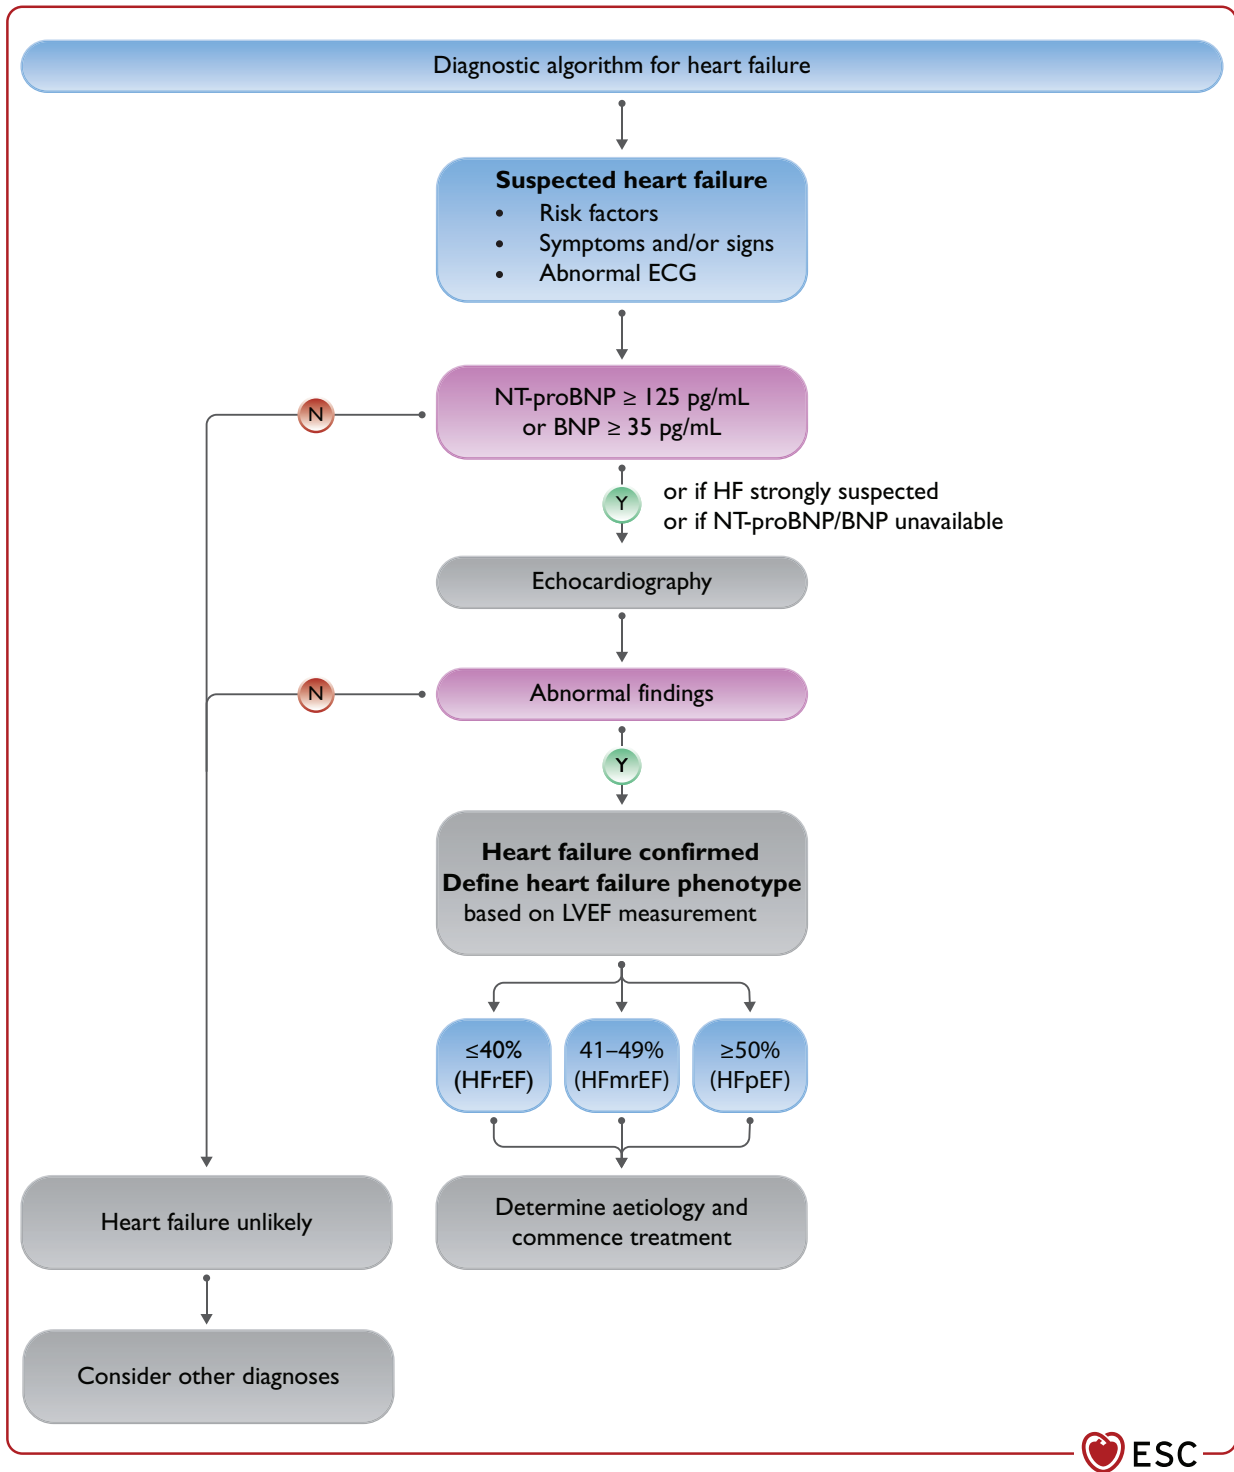 Diagnostic algorithm for heart failure
Suspected heart failure
• Risk factors
• Symptoms and/or signs
• Abnormal ECG
NT-proBNP ≥ 125 pg/mL
or BNP ≥ 35 pg/mL
N
Y
or if HF strongly suspected
or if NT-proBNP/BNP unavailable
Echocardiography
Abnormal findings
N
Y
Heart failure confirmed
Define heart failure phenotype
based on LVEF measurement
≤40%
(HFrEF)
41–49%
(HFmrEF)
≥50%
(HFpEF)
Heart failure unlikely
Determine aetiology and
commence treatment
Consider other diagnoses
ESC